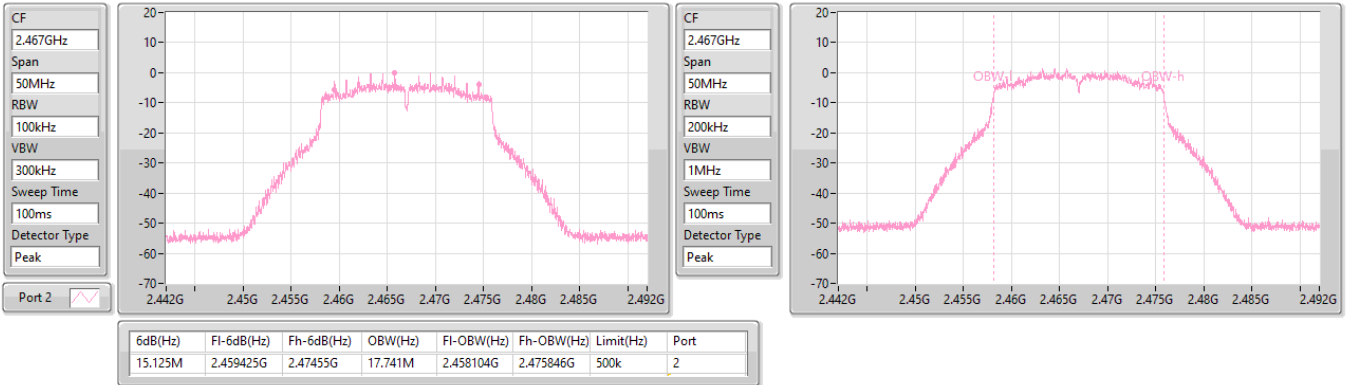 CF
2.467GHz
Span
50MHz
RBW
100kHz
VBW
300kHz
Sweep Time
100ms
Detector Type
Peak
Port 2
20-
10-
0-
-10-
-20-
-30-
-40-
-50-
-60-
-70-
2.442G 2.45G 2.455G 2.46G 2.465G 2.47G 2.475G 2.48G 2.485G 2.492G
CF
2.467GHz
Span
50MHz
RBW
200kHz
VBW
1MHz
Sweep Time
100ms
Detector Type
Peak
20-
10-
0-
-10-
-20-
-30-
-40-
-50-
-60-
-70-
OBW-l OBW-h
2.442G 2.45G 2.455G 2.46G 2.465G 2.47G 2.475G 2.48G 2.485G 2.492G
6dB(Hz) Fl-6dB(Hz) Fh-6dB(Hz) OBW(Hz) Fl-OBW(Hz) Fh-OBW(Hz) Limit(Hz) Port
15.125M 2.459425G 2.47455G 17.741M 2.458104G 2.475846G 500k 2